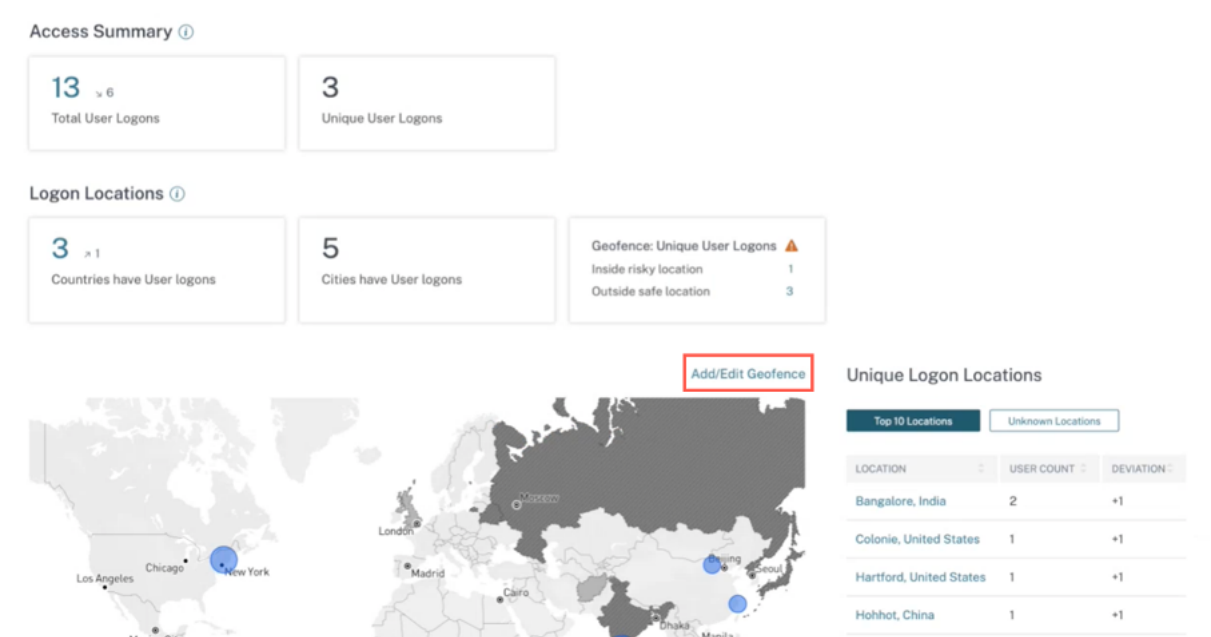 Access Summary
13 6
Total User Logons
3
Unique User Logons
Logon Locations
3 1
Countries have User logons
5
Cities have User logons
Geofence: Unique User Logons
Inside risky location 1
Outside safe location 3
Add/Edit Geofence
Moscow
London
Chicago
New York
Los Angeles
Madrid
Cairo
Beijing
Seoul
Dhaka
Manila
Unique Logon Locations
Top 10 Locations Unknown Locations
LOCATION USER COUNT DEVIATION
Bangalore, India 2 +1
Colonie, United States 1 +1
Hartford, United States 1 +1
Hohhot, China 1 +1